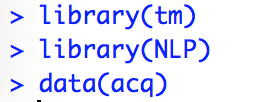 > library(tm)
> library(NLP)
> data(acq)